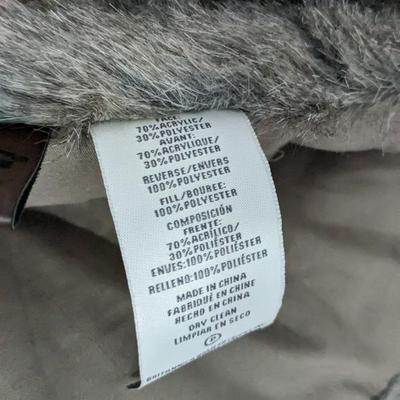 FACE:
70%ACRYLIC/
30%POLYESTER
AVANT:
70%ACRYLIQUE/
30%POLYESTER
REVERSE/ENVERS
100%POLYESTER
FILL/BOUREE:
100%POLYESTER
COMPOSICIÓN
FRENTE:
70%ACRÍLICO/
30%POLIÉSTER
ENVES:100%POLIÉSTER
RELLENO:100%POLIÉSTER
MADE IN CHINA
FABRIQUÉ EN CHINE
HECHO EN CHINA
DRY CLEAN
LIMPIAR EN SECO
P